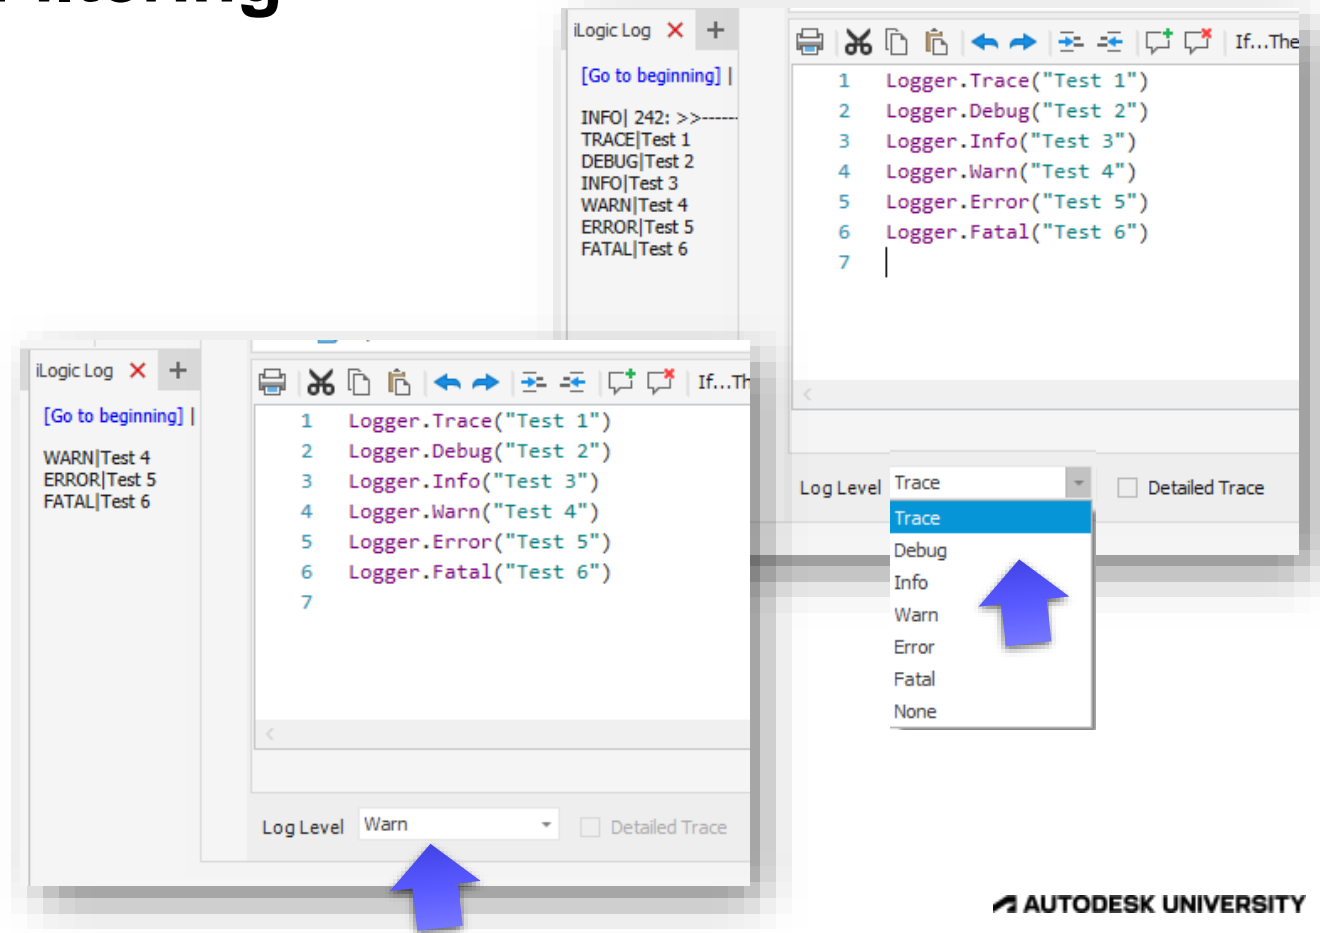 Filtering
iLogic Log
[Go to beginning] |
INFO| 242: >>------
TRACE|Test 1
DEBUG|Test 2
INFO|Test 3
WARN|Test 4
ERROR|Test 5
FATAL|Test 6
If...The
1 Logger.Trace("Test 1")
2 Logger.Debug("Test 2")
3 Logger.Info("Test 3")
4 Logger.Warn("Test 4")
5 Logger.Error("Test 5")
6 Logger.Fatal("Test 6")
7
Log Level Trace Detailed Trace
Trace
Debug
Info
Warn
Error
Fatal
None
iLogic Log
[Go to beginning] |
WARN|Test 4
ERROR|Test 5
FATAL|Test 6
If...Th
1 Logger.Trace("Test 1")
2 Logger.Debug("Test 2")
3 Logger.Info("Test 3")
4 Logger.Warn("Test 4")
5 Logger.Error("Test 5")
6 Logger.Fatal("Test 6")
7
Log Level Warn Detailed Trace
AUTODESK UNIVERSITY